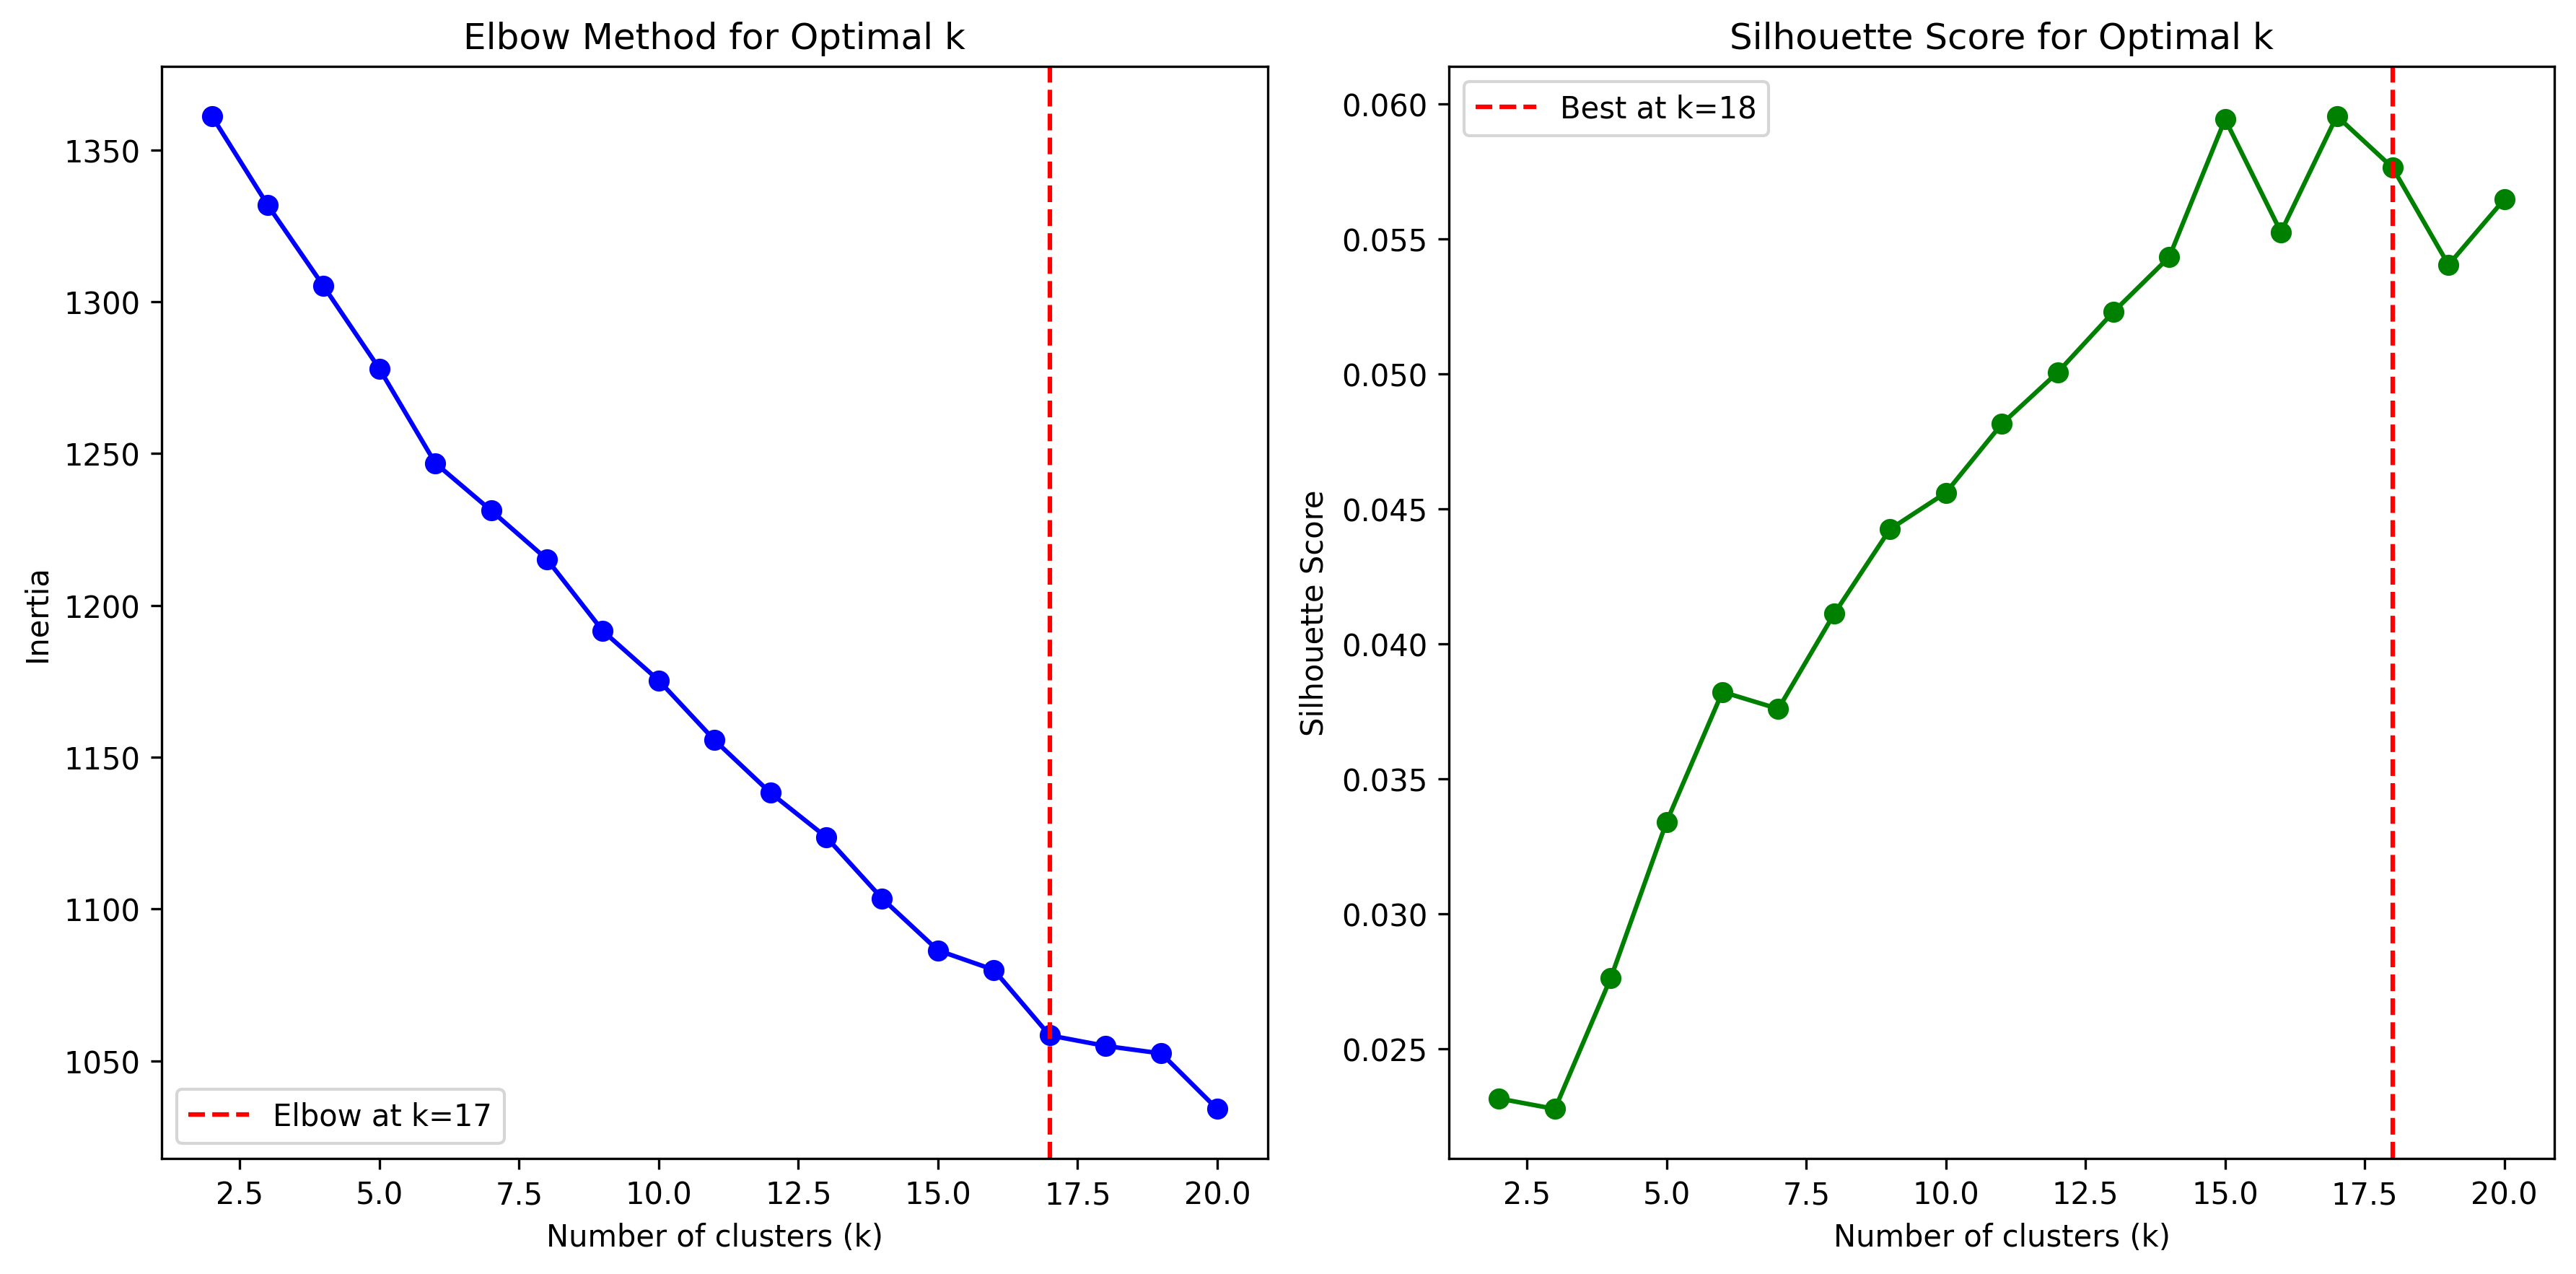 Elbow Method for Optimal k
Inertia
1350
1300
1250
1200
1150
1100
1050
Elbow at k=17
2.5 5.0 7.5 10.0 12.5 15.0 17.5 20.0
Number of clusters (k)
Silhouette Score for Optimal k
Silhouette Score
Best at k=18
0.060
0.055
0.050
0.045
0.040
0.035
0.030
0.025
2.5 5.0 7.5 10.0 12.5 15.0 17.5 20.0
Number of clusters (k)